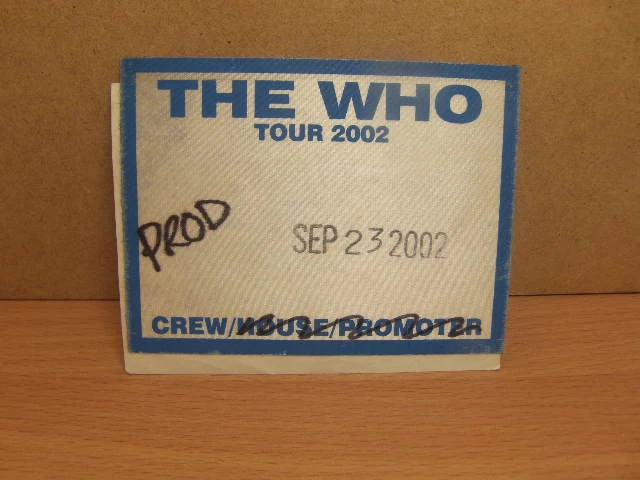 THE WHO
TOUR 2002
PROD
SEP 23 2002
CREW/HOUSE/PROMOTER